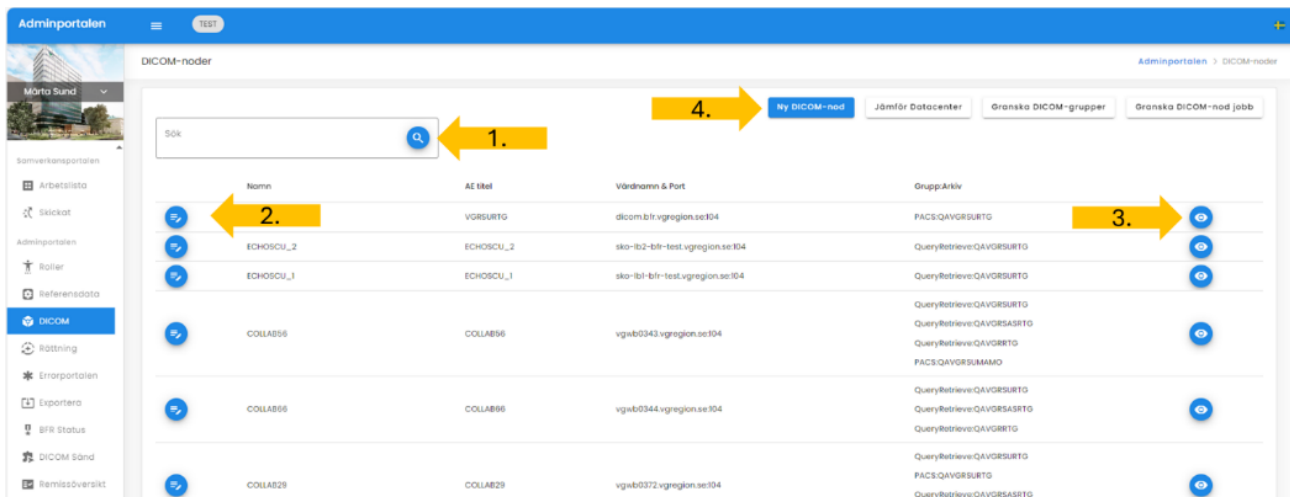 Adminportalen
TEST
DICOM-noder
Adminportalen > DICOM-noder
Märta Sund
4.
Ny DICOM-nod
Jämför Datacenter
Granska DICOM-grupper
Granska DICOM-nod jobb
Sök
1.
Samverkansportalen
Arbetslista
Skickat
Adminportalen
Roller
Referensdata
DICOM
Rättning
Errorportalen
Exportera
BFR Status
DICOM Sänd
Remissöversikt
Namn AE titel Värdnamn & Port Grupp:Arkiv
2. VGRSURTG dicom.bfr.vgregion.se:104 PACS:QAVGRSURTG 3.
ECHOSCU_2 ECHOSCU_2 sko-lb2-bfr-test.vgregion.se:104 QueryRetrieve:QAVGRSURTG
ECHOSCU_1 ECHOSCU_1 sko-lb1-bfr-test.vgregion.se:104 QueryRetrieve:QAVGRSURTG
COLLAB56 COLLAB56 vgwb0343.vgregion.se:104
QueryRetrieve:QAVGRSURTG
QueryRetrieve:QAVGRSASRTG
QueryRetrieve:QAVGRRTG
PACS:QAVGRSUMAMO
COLLAB66 COLLAB66 vgwb0344.vgregion.se:104
QueryRetrieve:QAVGRSURTG
QueryRetrieve:QAVGRSASRTG
QueryRetrieve:QAVGRRTG
COLLAB29 COLLAB29 vgwb0372.vgregion.se:104
QueryRetrieve:QAVGRSURTG
PACS:QAVGRSURTG
QueryRetrieve:QAVGRSASRTG